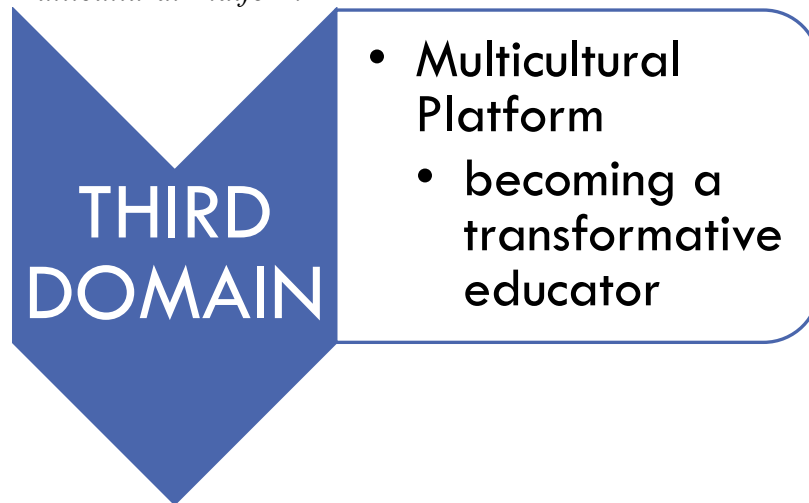 THIRD
DOMAIN
• Multicultural
Platform
• becoming a
transformative
educator